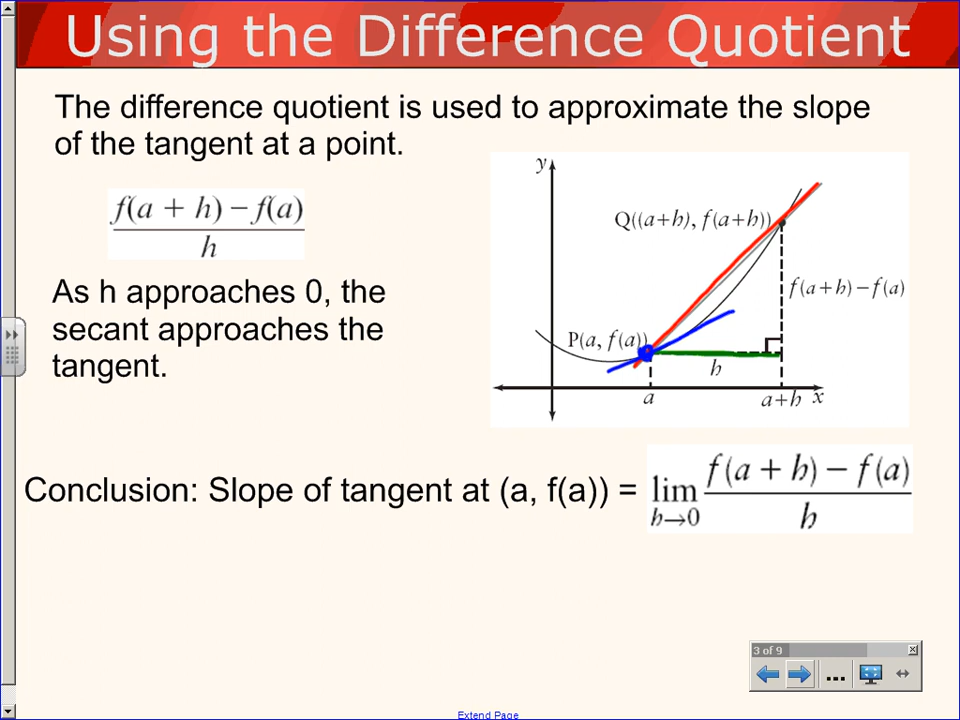 Using the Difference Quotient
The difference quotient is used to approximate the slope
of the tangent at a point.
f(a + h) − f(a)
h
As h approaches 0, the
secant approaches the
tangent.
y
Q((a+h), f(a+h))
f(a+h)−f(a)
P(a, f(a))
h
a
a+h
x
Conclusion: Slope of tangent at (a, f(a)) =
lim
h→0
f(a + h) − f(a)
h
3 of 9
...
Extend Page